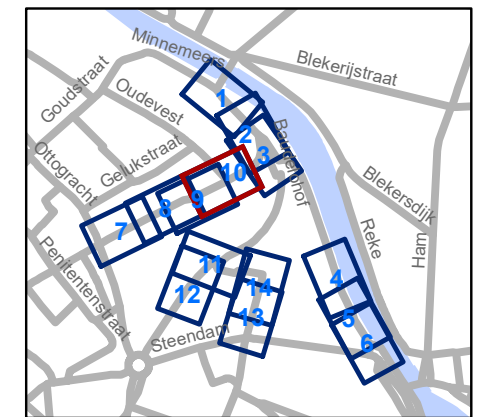 Minnemeers
Blekerijstraat
Goudstraat
Oudevest
1
2
Baudelohof
3
Gelukstraat
Ottogracht
10
9
8
7
Blekersdijk
Reke
Ham
Penitentenstraat
11
12
14
13
4
5
6
Steendam